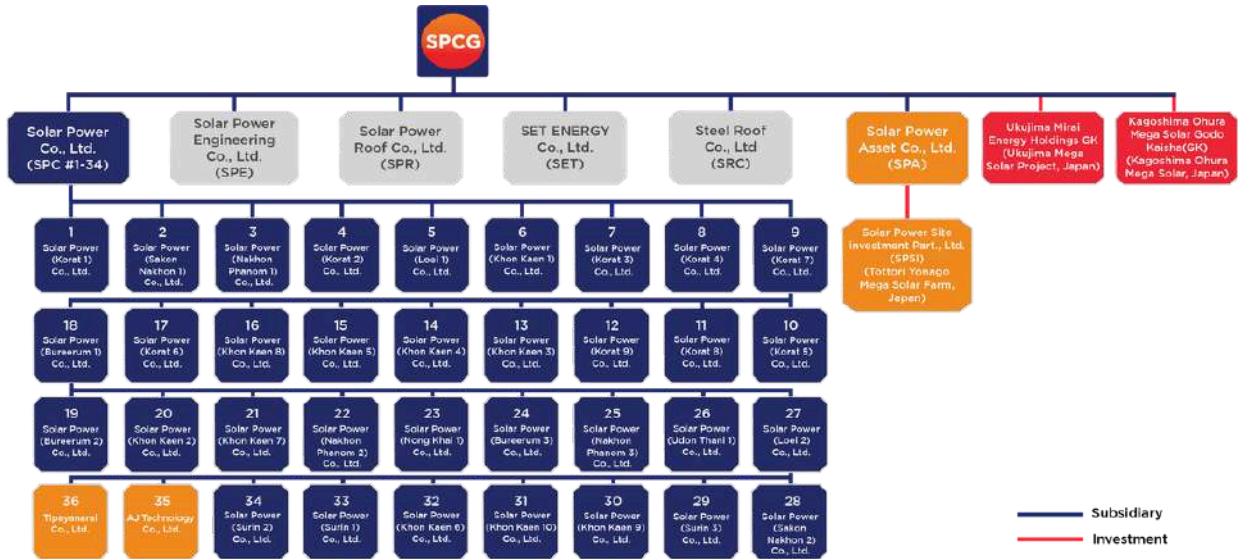 SPCG
Solar Power
Co., Ltd.
(SPC #1-34)
Solar Power
Engineering
Co., Ltd.
(SPE)
Solar Power
Roof Co., Ltd.
(SPR)
SET ENERGY
Co., Ltd.
(SET)
Steel Roof
Co., Ltd
(SRC)
Solar Power
Asset Co., Ltd.
(SPA)
Ukujima Mirai
Energy Holdings GK
(Ukujima Mega
Solar Project, Japan)
Kagoshima Ohura
Mega Solar Godo
Kaisha(GK)
(Kagoshima Ohura
Mega Solar, Japan)
1
Solar Power
(Korat 1)
Co., Ltd.
2
Solar Power
(Sakon
Nakhon 1)
Co., Ltd.
3
Solar Power
(Nakhon
Phanom 1)
Co., Ltd.
4
Solar Power
(Korat 2)
Co., Ltd.
5
Solar Power
(Loei 1)
Co., Ltd.
6
Solar Power
(Khon Kaen 1)
Co., Ltd.
7
Solar Power
(Korat 3)
Co., Ltd.
8
Solar Power
(Korat 4)
Co., Ltd.
9
Solar Power
(Korat 7)
Co., Ltd.
Solar Power Site
Investment Part., Ltd.
(SPSI)
(Tottori Yonago
Mega Solar Farm,
Japan)
18
Solar Power
(Bureerum 1)
Co., Ltd.
17
Solar Power
(Korat 6)
Co., Ltd.
16
Solar Power
(Khon Kaen 8)
Co., Ltd.
15
Solar Power
(Khon Kaen 5)
Co., Ltd.
14
Solar Power
(Khon Kaen 4)
Co., Ltd.
13
Solar Power
(Khon Kaen 3)
Co., Ltd.
12
Solar Power
(Korat 9)
Co., Ltd.
11
Solar Power
(Korat 8)
Co., Ltd.
10
Solar Power
(Korat 5)
Co., Ltd.
19
Solar Power
(Bureerum 2)
Co., Ltd.
20
Solar Power
(Khon Kaen 2)
Co., Ltd.
21
Solar Power
(Khon Kaen 7)
Co., Ltd.
22
Solar Power
(Nakhon
Phanom 2)
Co., Ltd.
23
Solar Power
(Nong Khai 1)
Co., Ltd.
24
Solar Power
(Bureerum 3)
Co., Ltd.
25
Solar Power
(Nakhon
Phanom 3)
Co., Ltd.
26
Solar Power
(Udon Thani 1)
Co., Ltd.
27
Solar Power
(Loei 2)
Co., Ltd.
36
Tipayanarai
Co., Ltd.
35
AJ Technology
Co., Ltd.
34
Solar Power
(Surin 2)
Co., Ltd.
33
Solar Power
(Surin 1)
Co., Ltd.
32
Solar Power
(Khon Kaen 6)
Co., Ltd.
31
Solar Power
(Khon Kaen 10)
Co., Ltd.
30
Solar Power
(Khon Kaen 9)
Co., Ltd.
29
Solar Power
(Surin 3)
Co., Ltd.
28
Solar Power
(Sakon
Nakhon 2)
Co., Ltd.
Subsidiary
Investment